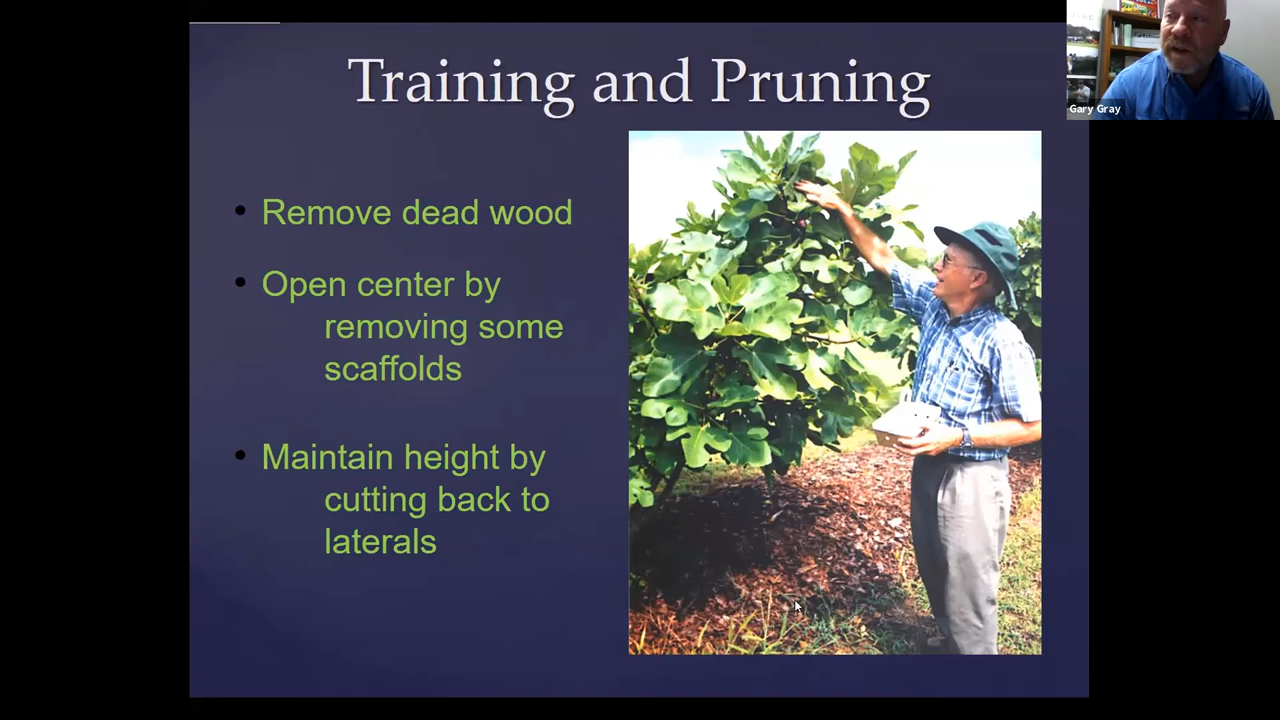 Training and Pruning
Gary Gray
Remove dead wood
Open center by
removing some
scaffolds
Maintain height by
cutting back to
laterals